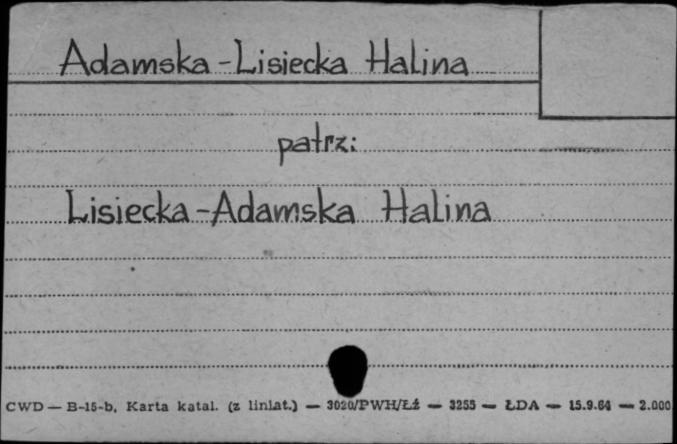 Adamska-Lisiecka Halina
patrz:
Lisiecka-Adamska Halina
CWD — B-15-b, Karta katal. (z liniat.) — 3020/PWH/Łź — 3255 — ŁDA — 15.9.64 — 2.000